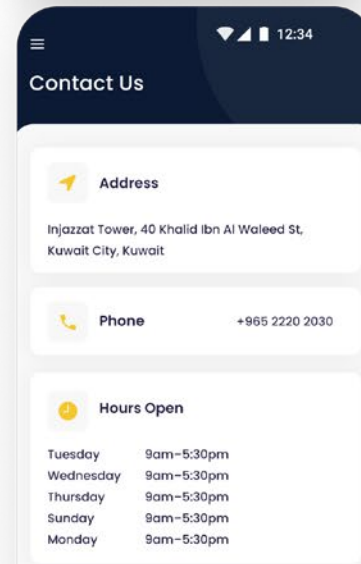 12:34
Contact Us
Address
Injazzat Tower, 40 Khalid Ibn Al Waleed St,
Kuwait City, Kuwait
Phone +965 2220 2030
Hours Open
Tuesday 9am–5:30pm
Wednesday 9am–5:30pm
Thursday 9am–5:30pm
Sunday 9am–5:30pm
Monday 9am–5:30pm